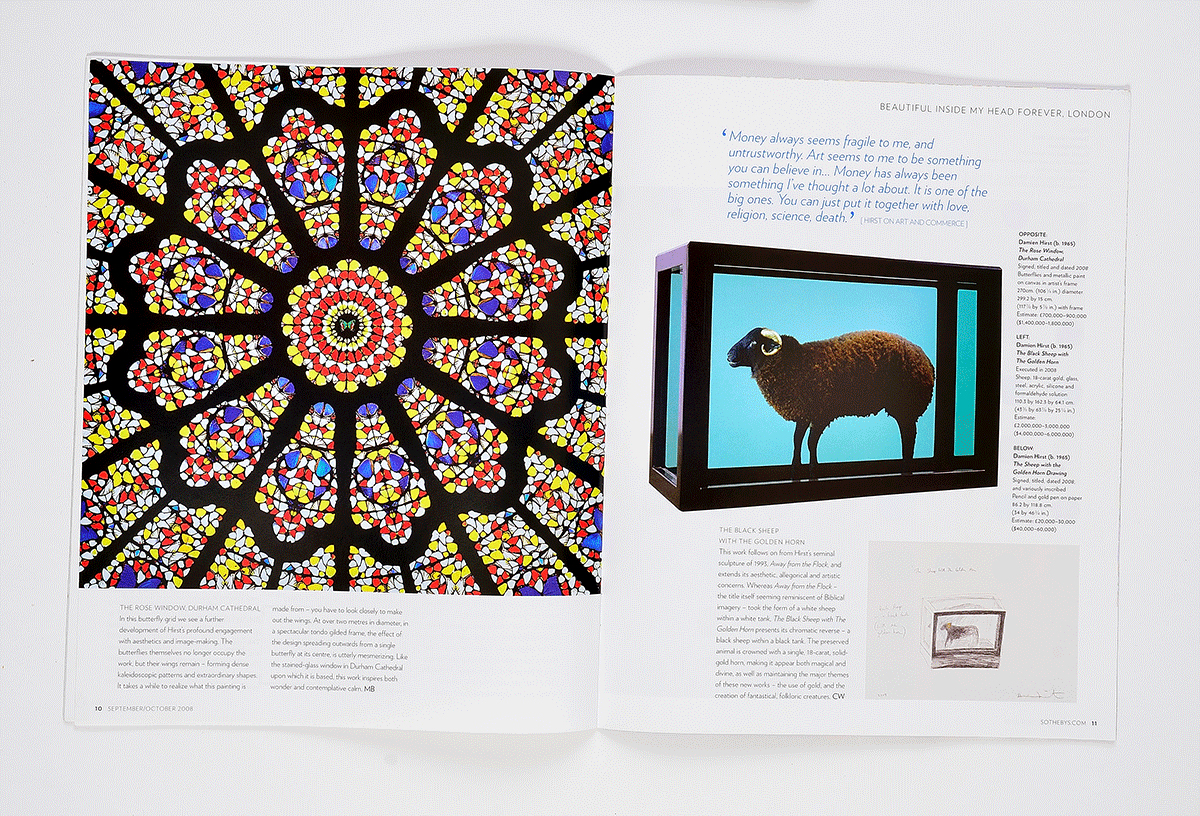 THE ROSE WINDOW, DURHAM CATHEDRAL
In this butterfly grid we see a further
development of Hirst's profound engagement
with aesthetics and image-making. The
butterflies themselves no longer occupy the
work, but their wings remain – forming dense
kaleidoscopic patterns and extraordinary shapes.
It takes a while to realize what this painting is
made from – you have to look closely to make
out the wings. At over two metres in diameter, in
a spectacular tondo gilded frame, the effect of
the design spreading outwards from a single
butterfly at its centre, is utterly mesmerizing. Like
the stained-glass window in Durham Cathedral
upon which it is based, this work inspires both
wonder and contemplative calm. MB
10 SEPTEMBER/OCTOBER 2008
BEAUTIFUL INSIDE MY HEAD FOREVER, LONDON
‘Money always seems fragile to me, and
untrustworthy. Art seems to me to be something
you can believe in... Money has always been
something I've thought a lot about. It is one of the
big ones. You can just put it together with love,
religion, science, death.’ [HIRST ON ART AND COMMERCE]
OPPOSITE:
Damien Hirst (b. 1965)
The Rose Window,
Durham Cathedral
Signed, titled and dated 2008
Butterflies and metallic paint
on canvas in artist's frame
270cm. (106 ¼ in.) diameter
299.2 by 15 cm.
(117 ¾ by 5 ⅞ in.) with frame
Estimate: £700,000–900,000
($1,400,000–1,800,000)
LEFT:
Damien Hirst (b. 1965)
The Black Sheep with
The Golden Horn
Executed in 2008
Sheep, 18-carat gold, glass,
steel, acrylic, silicone and
formaldehyde solution
110.3 by 162.3 by 64.1 cm.
(43 ½ by 63 ⅞ by 25 ¼ in.)
Estimate:
£2,000,000–3,000,000
($4,000,000–6,000,000)
BELOW:
Damien Hirst (b. 1965)
The Sheep with the
Golden Horn Drawing
Signed, titled, dated 2008,
and variously inscribed
Pencil and gold pen on paper
86.2 by 118.8 cm.
(34 by 46 ¾ in.)
Estimate: £20,000–30,000
($40,000–60,000)
THE BLACK SHEEP
WITH THE GOLDEN HORN
This work follows on from Hirst's seminal
sculpture of 1993, Away from the Flock, and
extends its aesthetic, allegorical and artistic
concerns. Whereas Away from the Flock –
the title itself seeming reminiscent of Biblical
imagery – took the form of a white sheep
within a white tank, The Black Sheep with The
Golden Horn presents its chromatic reverse – a
black sheep within a black tank. The preserved
animal is crowned with a single, 18-carat, solid-
gold horn, making it appear both magical and
divine, as well as maintaining the major themes
of these new works – the use of gold, and the
creation of fantastical, folkloric creatures. CW
SOTHEBYS.COM 11